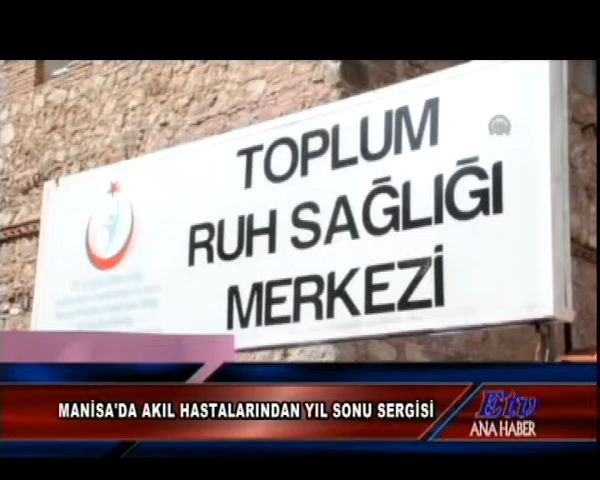 TOPLUM
RUH SAĞLIĞI
MERKEZİ
MANİSA'DA AKIL HASTALARINDAN YIL SONU SERGİSİ
Etv
ANA HABER